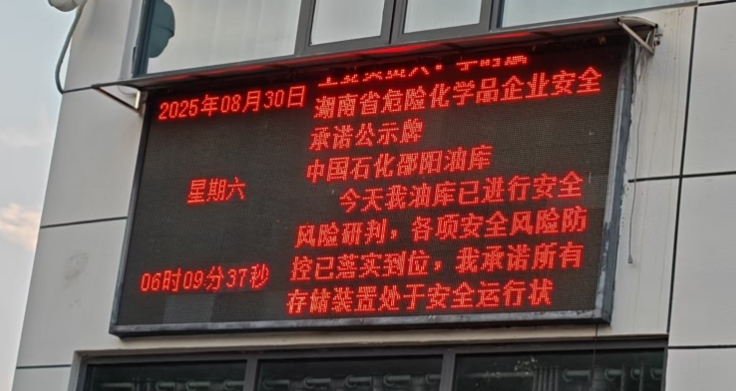 2025年08月30日
星期六
06时09分37秒
湖南省危险化学品企业安全
承诺公示牌
中国石化邵阳油库
今天我油库已进行安全
风险研判，各项安全风险防
控已落实到位，我承诺所有
存储装置处于安全运行状